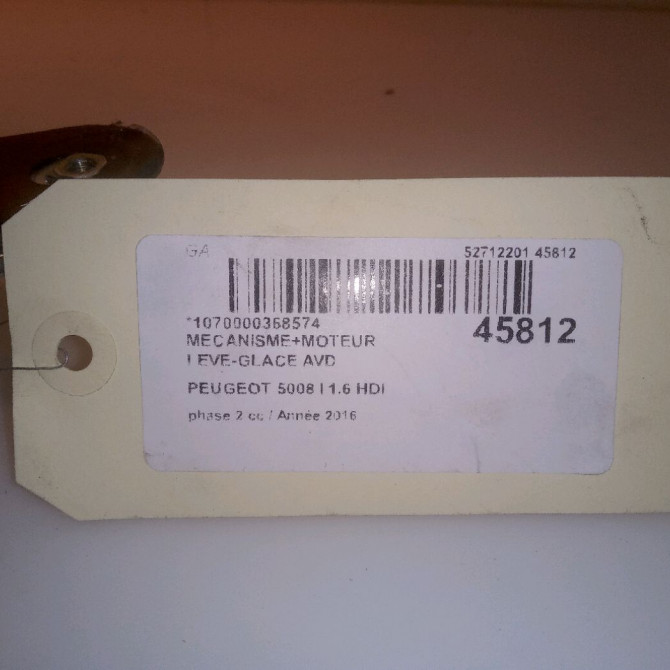 GA 52712201 45812
*1070000368574 45812
MECANISME+MOTEUR
LEVE-GLACE AVD
PEUGEOT 5008 I 1.6 HDI
phase 2 cc / Année 2016